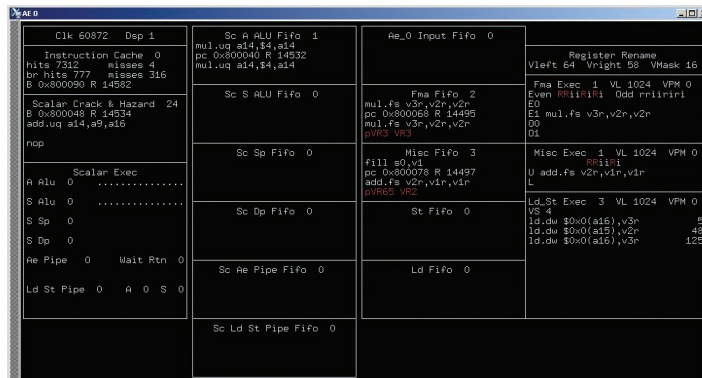 AE 0
Clk 60872 Dsp 1
Instruction Cache 0
hits 7312 misses 4
br hits 777 misses 316
B 0x800090 R 14582
Scalar Crack & Hazard 24
B 0x800048 R 14534
add.uq a14,a9,a16
nop
Scalar Exec
A Alu 0 ...............
S Alu 0 ...............
S Sp 0
S Dp 0
Ae Pipe 0 Wait Rtn 0
Ld St Pipe 0 A 0 S 0
Sc A ALU Fifo 1
mul.uq a14,$4,a14
pc 0x800040 R 14532
mul.uq a14,$4,a14
Sc S ALU Fifo 0
Sc Sp Fifo 0
Sc Dp Fifo 0
Sc Ae Pipe Fifo 0
Sc Ld St Pipe Fifo 0
Ae_0 Input Fifo 0
Fma Fifo 2
mul.fs v3r,v2r,v2r
pc 0x800068 R 14495
mul.fs v3r,v2r,v2r
pVR3 VR3
Misc Fifo 3
fill s0,v1
pc 0x800078 R 14497
add.fs v2r,v1r,v1r
pVR65 VR2
St Fifo 0
Ld Fifo 0
Register Rename
Vleft 64 Vright 58 VMask 16
Fma Exec 1 VL 1024 VPM 0
Even RRiiRiRi Odd rriiriri
E0
E1 mul.fs v3r,v2r,v2r
O0
O1
Misc Exec 1 VL 1024 VPM 0
RRiiRi
U add.fs v2r,v1r,v1r
L
Ld_St Exec 3 VL 1024 VPM 0
VS 4
ld.dw $0x0(a16),v3r 5
ld.dw $0x0(a15),v2r 48
ld.dw $0x0(a16),v3r 125